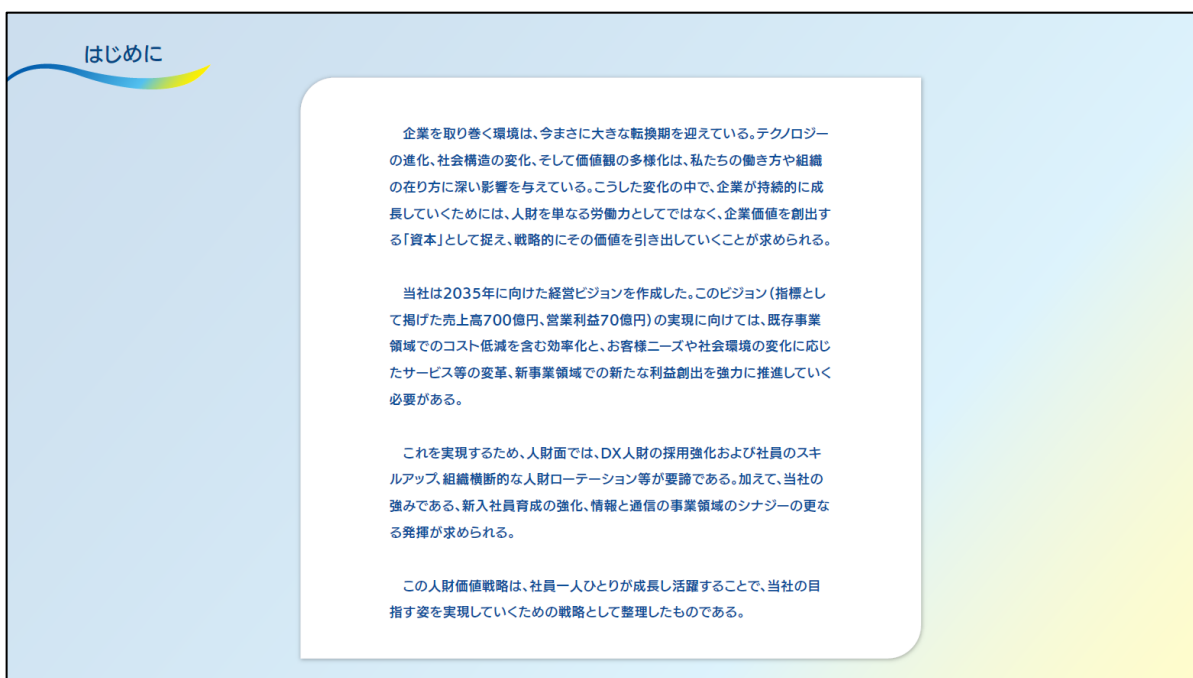 はじめに
企業を取り巻く環境は、今まさに大きな転換期を迎えている。テクノロジー
の進化、社会構造の変化、そして価値観の多様化は、私たちの働き方や組織
の在り方に深い影響を与えている。こうした変化の中で、企業が持続的に成
長していくためには、人財を単なる労働力としてではなく、企業価値を創出す
る「資本」として捉え、戦略的にその価値を引き出していくことが求められる。
当社は2035年に向けた経営ビジョンを作成した。このビジョン(指標とし
て掲げた売上高700億円、営業利益70億円)の実現に向けては、既存事業
領域でのコスト低減を含む効率化と、お客様ニーズや社会環境の変化に応じ
たサービス等の変革、新事業領域での新たな利益創出を強力に推進していく
必要がある。
これを実現するため、人財面では、DX人財の採用強化および社員のスキ
ルアップ、組織横断的な人財ローテーション等が要諦である。加えて、当社の
強みである、新入社員育成の強化、情報と通信の事業領域のシナジーの更な
る発揮が求められる。
この人財価値戦略は、社員一人ひとりが成長し活躍することで、当社の目
指す姿を実現していくための戦略として整理したものである。